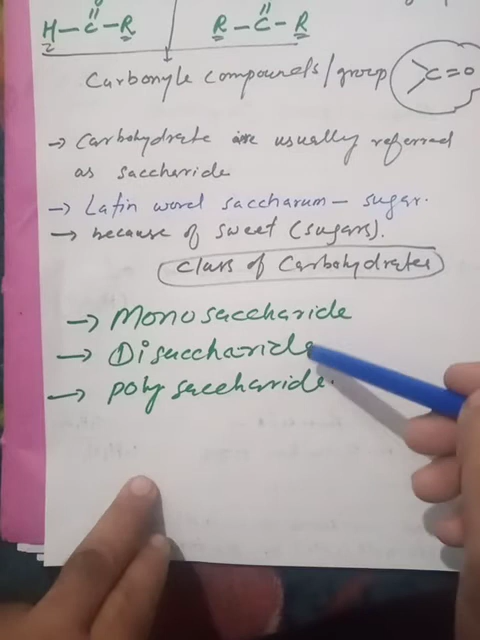 H — C — R R — C — R
Carbonyle compounds/group >C=O
→ Carbohydrate are usually referred
as saccharide
→ Latin word saccharum — sugar.
→ because of sweet (sugars).
Class of Carbohydrates
→ Monosaccharide
→ Disaccharide
→ Polysaccharide.